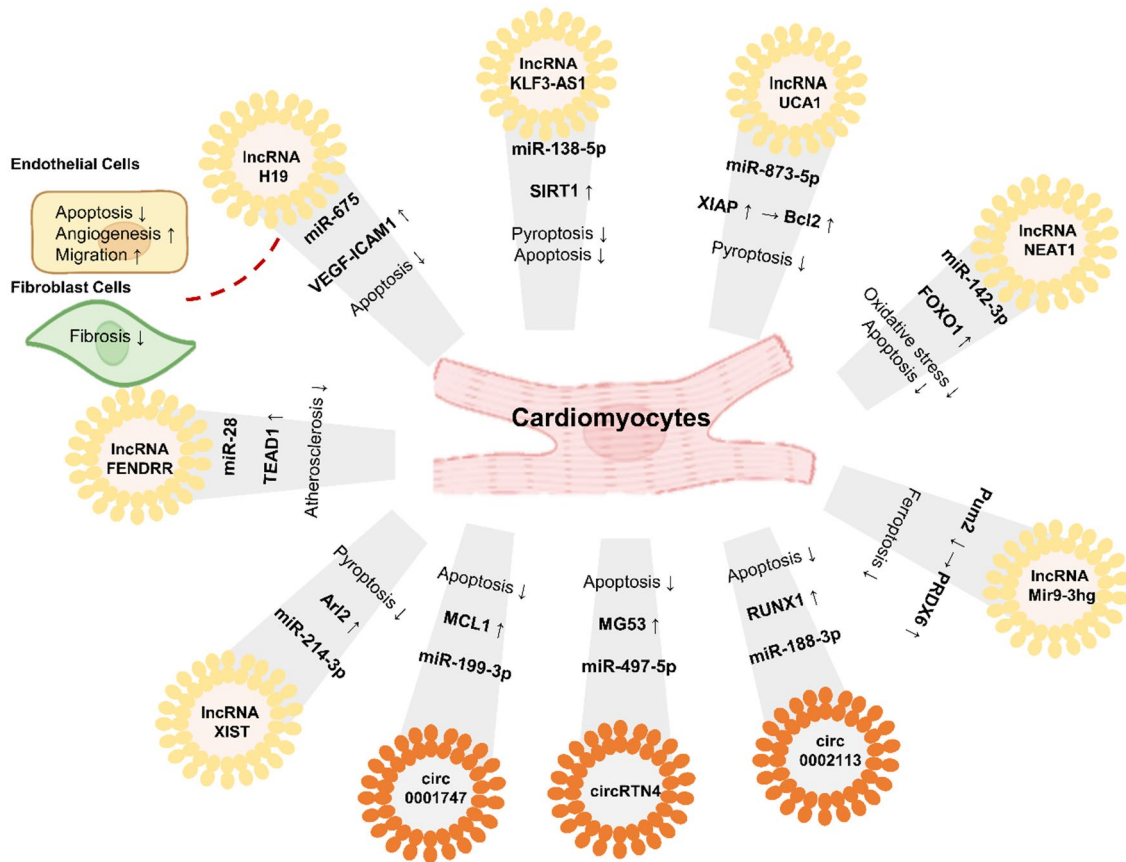 lncRNA
KLF3-AS1
miR-138-5p
SIRT1 ↑
Pyroptosis ↓
Apoptosis ↓
lncRNA
UCA1
miR-873-5p
XIAP ↑ → Bcl2 ↑
Pyroptosis ↓
lncRNA
H19
miR-675
VEGF-ICAM1 ↑
Apoptosis ↓
Endothelial Cells
Apoptosis ↓
Angiogenesis ↑
Migration ↑
Fibroblast Cells
Fibrosis ↓
lncRNA
NEAT1
miR-142-3p
FOXO1 ↑
Oxidative stress ↓
Apoptosis ↓
Cardiomyocytes
lncRNA
FENDRR
miR-28
TEAD1 ↑
Atherosclerosis ↓
lncRNA
Mir9-3hg
Pum2 ↑ → PRDX6 ↑
Ferroptosis ↓
Pyroptosis ↓
Arl2 ↑
miR-214-3p
lncRNA
XIST
Apoptosis ↓
MCL1 ↑
miR-199-3p
circ
0001747
Apoptosis ↓
MG53 ↑
miR-497-5p
circRTN4
Apoptosis ↓
RUNX1 ↑
miR-188-3p
circ
0002113